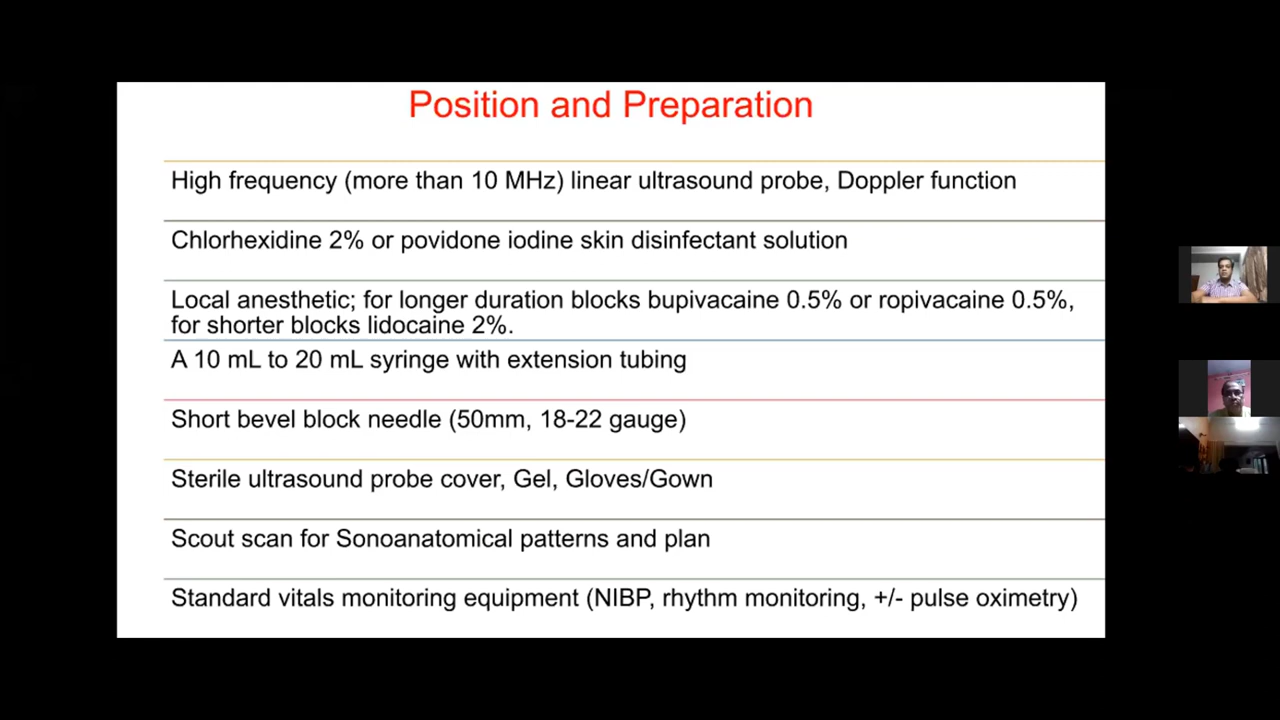 Position and Preparation
High frequency (more than 10 MHz) linear ultrasound probe, Doppler function
Chlorhexidine 2% or povidone iodine skin disinfectant solution
Local anesthetic; for longer duration blocks bupivacaine 0.5% or ropivacaine 0.5%,
for shorter blocks lidocaine 2%.
A 10 mL to 20 mL syringe with extension tubing
Short bevel block needle (50mm, 18-22 gauge)
Sterile ultrasound probe cover, Gel, Gloves/Gown
Scout scan for Sonoanatomical patterns and plan
Standard vitals monitoring equipment (NIBP, rhythm monitoring, +/- pulse oximetry)